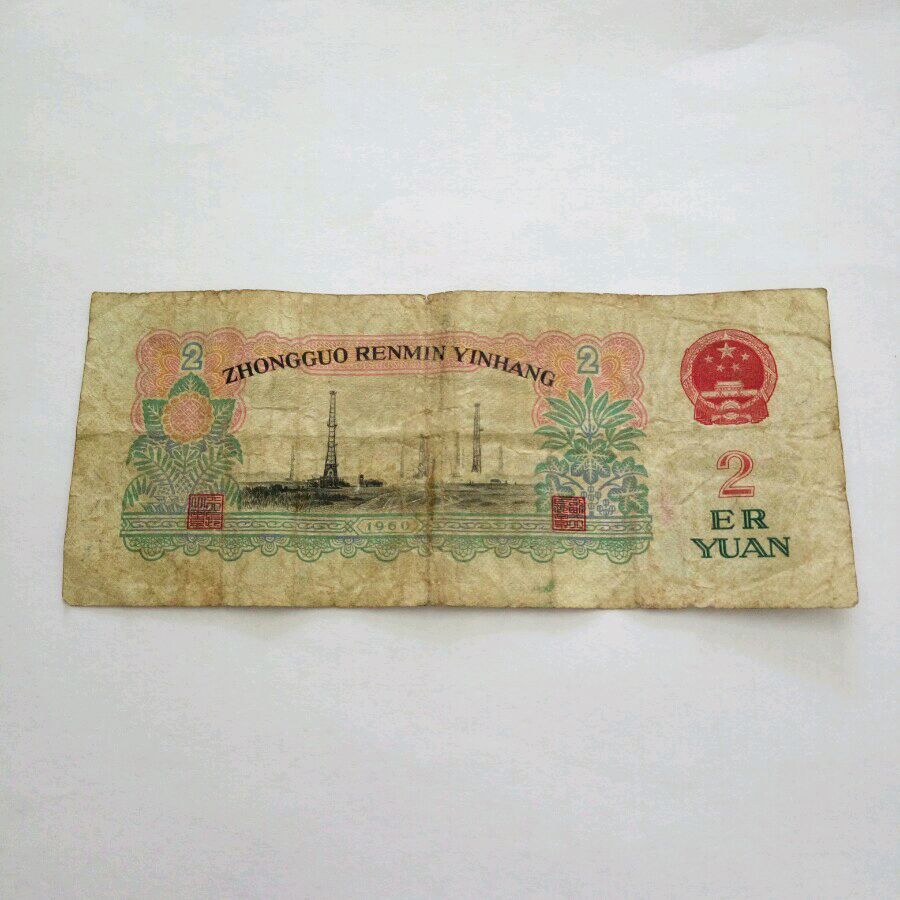 2
2
ZHONGGUO RENMIN YINHANG
1960
2
ER
YUAN